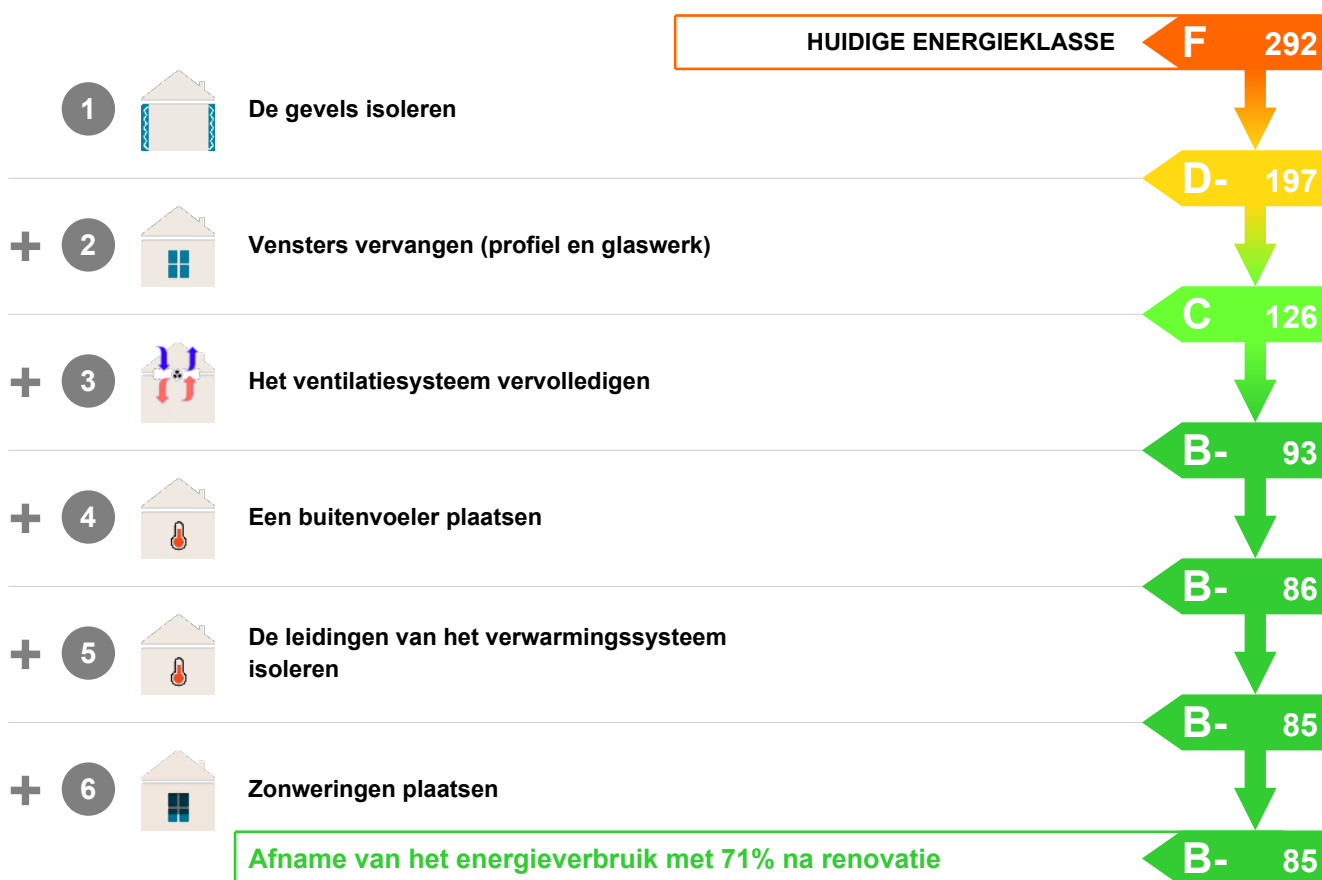 HUIDIGE ENERGIEKLASSE F 292
1 De gevels isoleren
D- 197
+ 2 Vensters vervangen (profiel en glaswerk)
C 126
+ 3 Het ventilatiesysteem vervolledigen
B- 93
+ 4 Een buitenvoeler plaatsen
B- 86
+ 5 De leidingen van het verwarmingssysteem
isoleren
B- 85
+ 6 Zonweringen plaatsen
Afname van het energieverbruik met 71% na renovatie B- 85